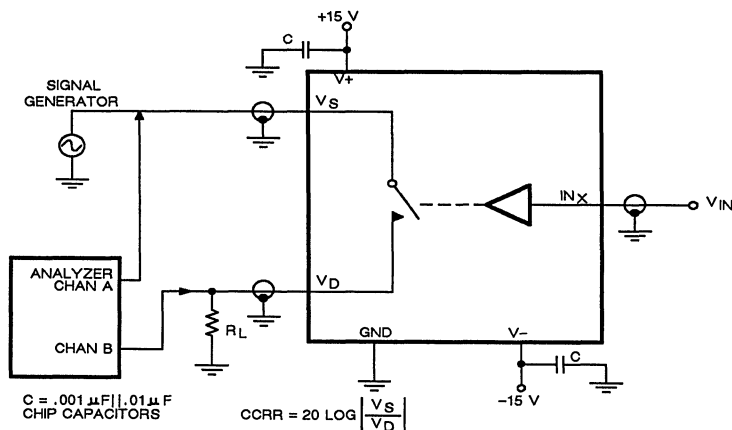 +15 V
C
V+
SIGNAL
GENERATOR
VS
INX
VIN
ANALYZER
CHAN A
VD
CHAN B
RL
GND
V−
C
−15 V
C = .001 µF||.01 µF
CHIP CAPACITORS
CCRR = 20 LOG |VS/VD|